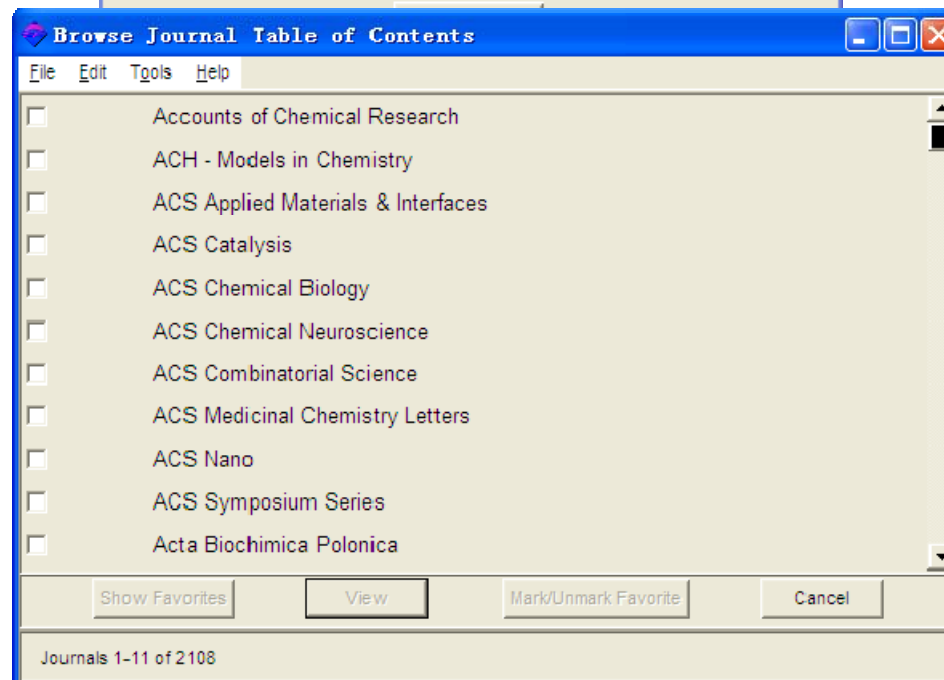 Browse Journal Table of Contents
File Edit Tools Help
Accounts of Chemical Research
ACH - Models in Chemistry
ACS Applied Materials & Interfaces
ACS Catalysis
ACS Chemical Biology
ACS Chemical Neuroscience
ACS Combinatorial Science
ACS Medicinal Chemistry Letters
ACS Nano
ACS Symposium Series
Acta Biochimica Polonica
Show Favorites View Mark/Unmark Favorite Cancel
Journals 1-11 of 2108